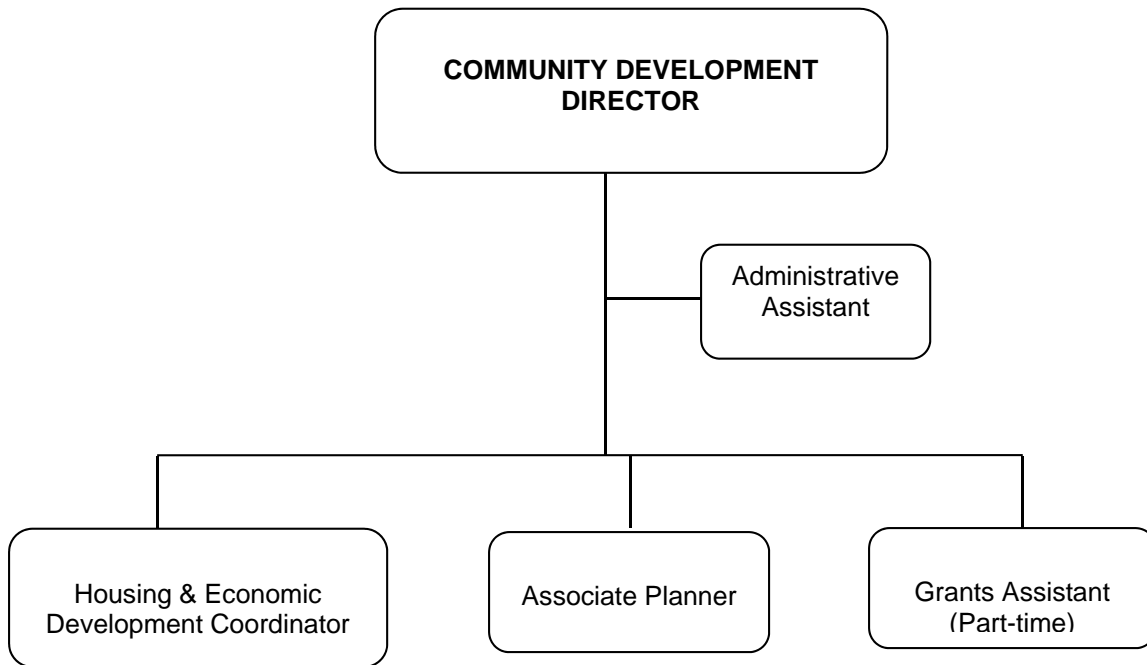 COMMUNITY DEVELOPMENT
DIRECTOR
Administrative
Assistant
Housing & Economic
Development Coordinator
Associate Planner
Grants Assistant
(Part-time)